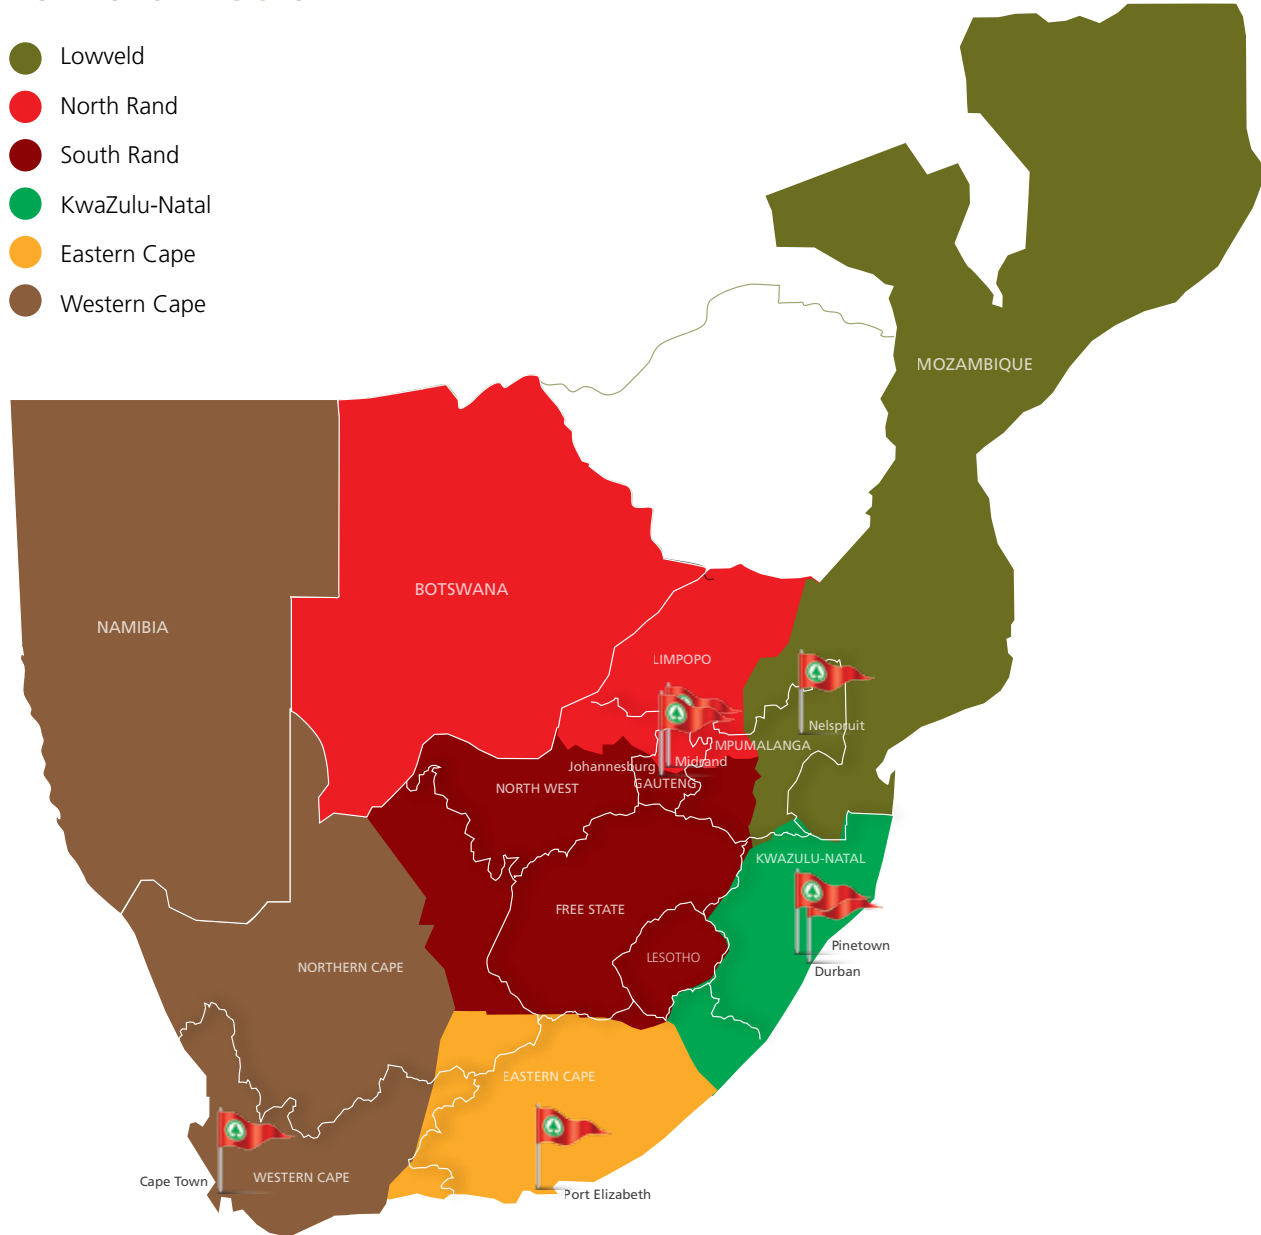 Lowveld
North Rand
South Rand
KwaZulu-Natal
Eastern Cape
Western Cape
MOZAMBIQUE
BOTSWANA
NAMIBIA
LIMPOPO
Nelspruit
MPUMALANGA
Johannesburg
Midrand
GAUTENG
NORTH WEST
KWAZULU-NATAL
FREE STATE
Pinetown
LESOTHO
NORTHERN CAPE
Durban
EASTERN CAPE
WESTERN CAPE
Cape Town
Port Elizabeth